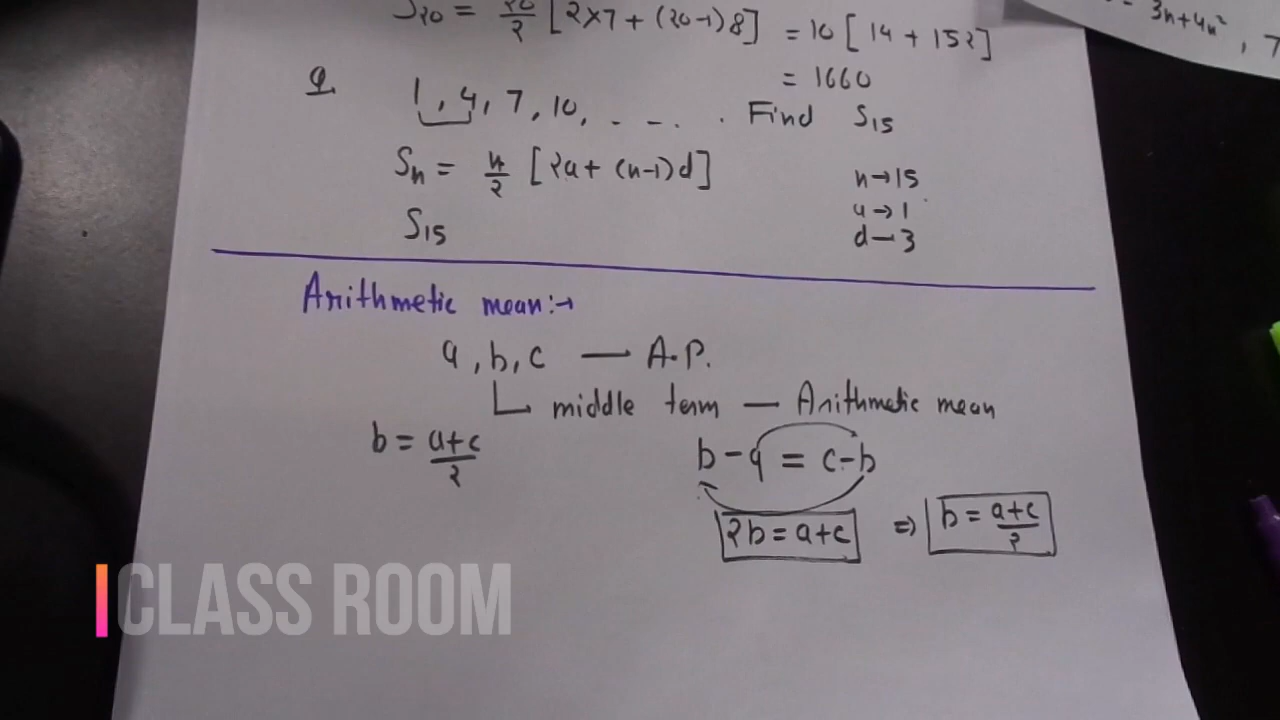 S20 = 20/2 [2×7 + (20-1)8] = 10 [14 + 152]
= 1660
3n+4n², 7
Q 1, 4, 7, 10, - - . . Find S15
Sn = n/2 [2a + (n-1)d]
n→15
a→1
S15
d—3
Arithmetic mean:→
a, b, c — A.P.
middle term — Arithmetic mean
b = a+c/2
b-a = c-b
2b = a+c ⇒ b = a+c/2
CLASS ROOM